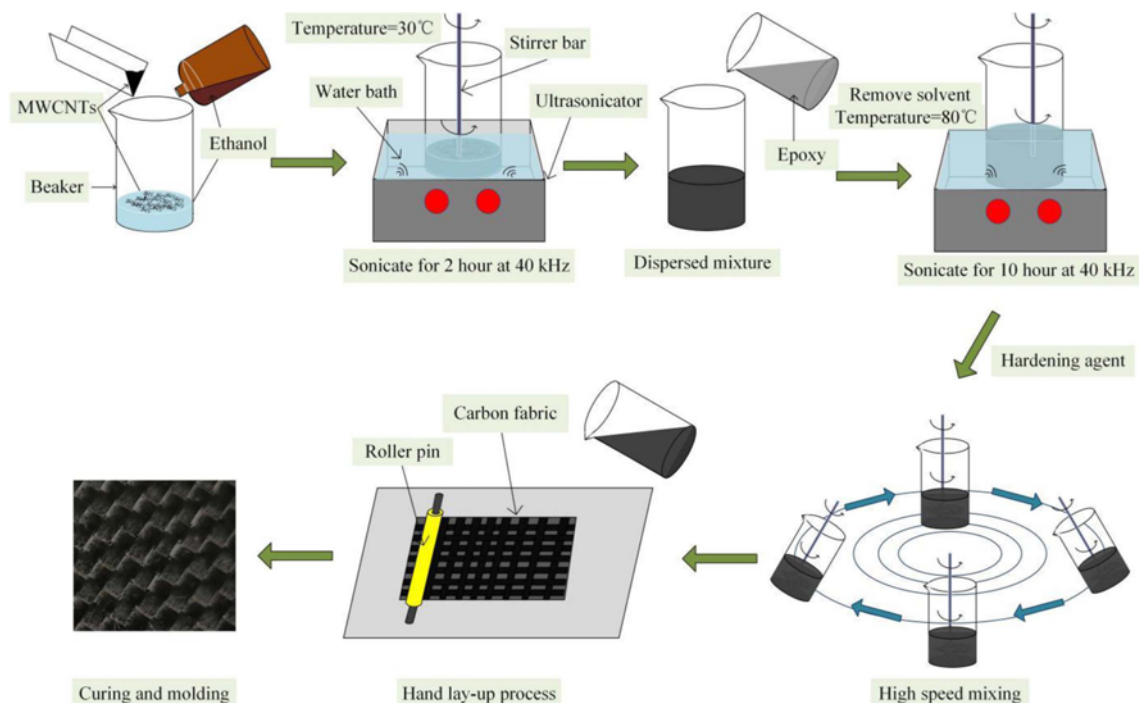 Temperature=30℃
Stirrer bar
MWCNTs
Water bath
Ultrasonicator
Remove solvent
Temperature=80℃
Ethanol
Epoxy
Beaker
Sonicate for 2 hour at 40 kHz
Dispersed mixture
Sonicate for 10 hour at 40 kHz
Hardening agent
Carbon fabric
Roller pin
Curing and molding
Hand lay-up process
High speed mixing